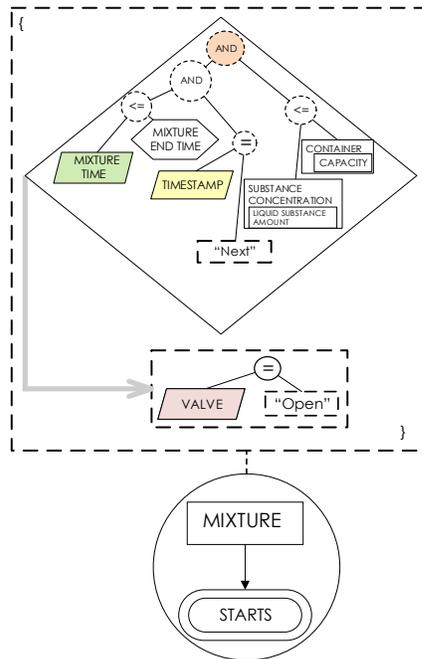 {
AND
AND
<=
<=
MIXTURE
END TIME
=
MIXTURE
TIME
CONTAINER
CAPACITY
TIMESTAMP
SUBSTANCE
CONCENTRATION
LIQUID SUBSTANCE
AMOUNT
“Next”
=
VALVE
“Open”
}
MIXTURE
STARTS